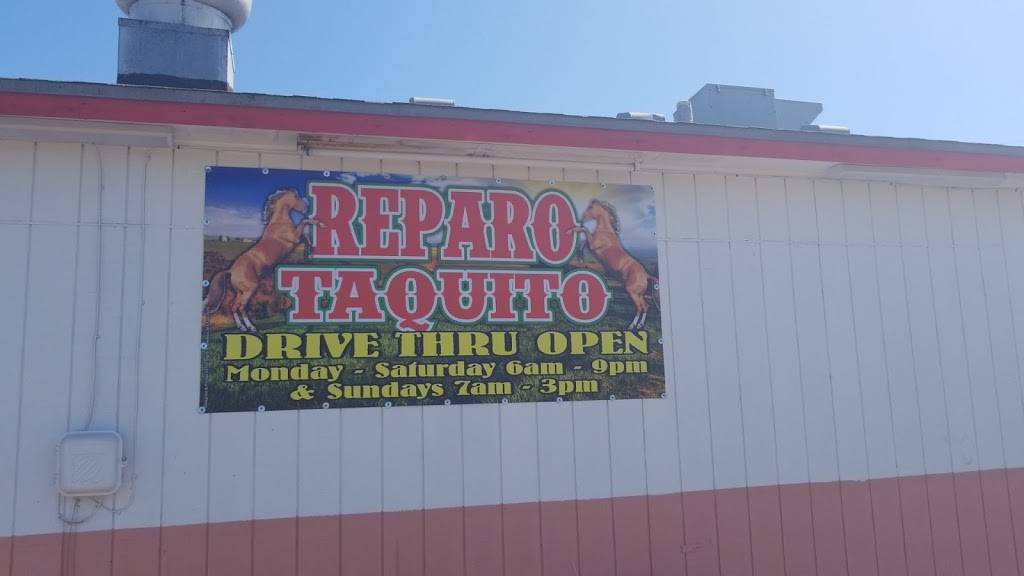 REPARO
TAQUITO
DRIVE THRU OPEN
Monday - Saturday 6am - 9pm
& Sundays 7am - 3pm